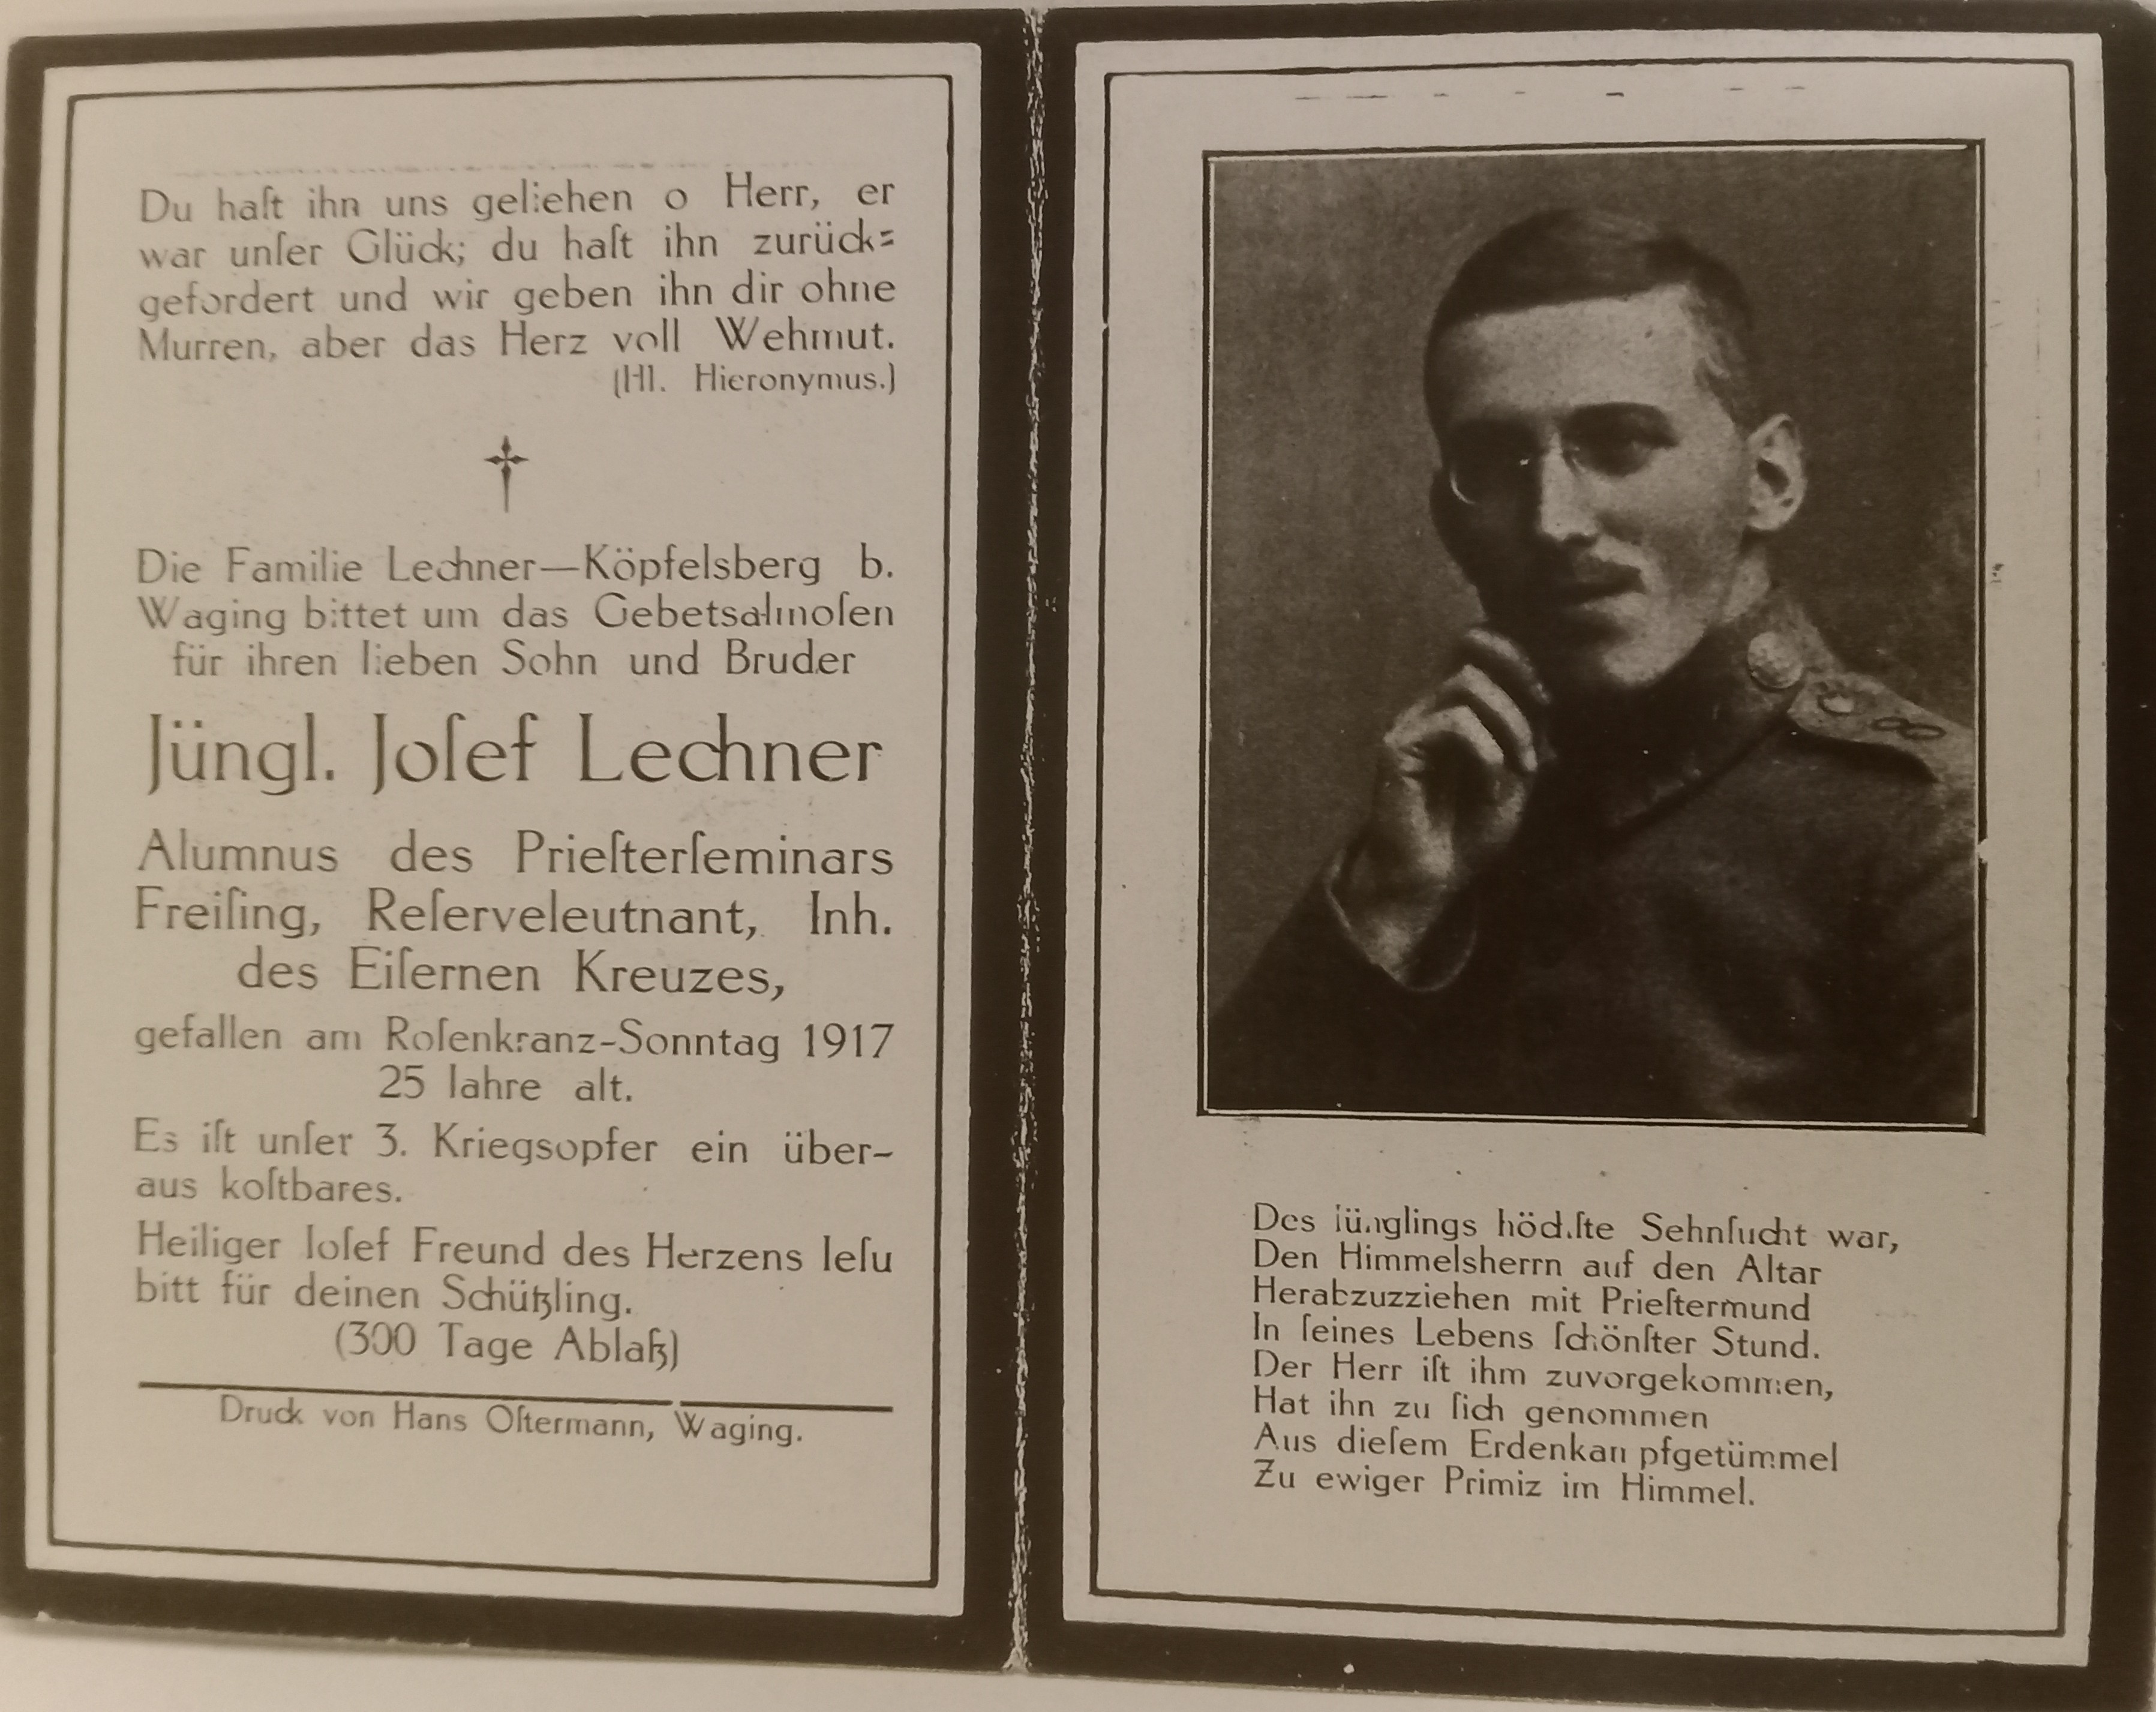 Du haſt ihn uns geliehen o Herr, er
war unſer Glück; du haſt ihn zurück⸗
gefordert und wir geben ihn dir ohne
Murren, aber das Herz voll Wehmut.
(Hl. Hieronymus.)
Die Familie Lechner—Köpfelsberg b.
Waging bittet um das Gebetsalmoſen
für ihren lieben Sohn und Bruder
Jüngl. Joſef Lechner
Alumnus des Prieſterſeminars
Freiſing, Reſerveleutnant, Inh.
des Eiſernen Kreuzes,
gefallen am Roſenkranz-Sonntag 1917
25 Iahre alt.
Es iſt unſer 3. Kriegsopfer ein über-
aus koſtbares.
Heiliger Ioſef Freund des Herzens Ieſu
bitt für deinen Schützling.
(300 Tage Ablaß)
Druck von Hans Oſtermann, Waging.
8
Des Iünglings höchſte Sehnſucht war,
Den Himmelsherrn auf den Altar
Herabzuzziehen mit Prieſtermund
In ſeines Lebens ſchönſter Stund.
Der Herr iſt ihm zuvorgekommen,
Hat ihn zu ſich genommen
Aus dieſem Erdenkampfgetümmel
Zu ewiger Primiz im Himmel.